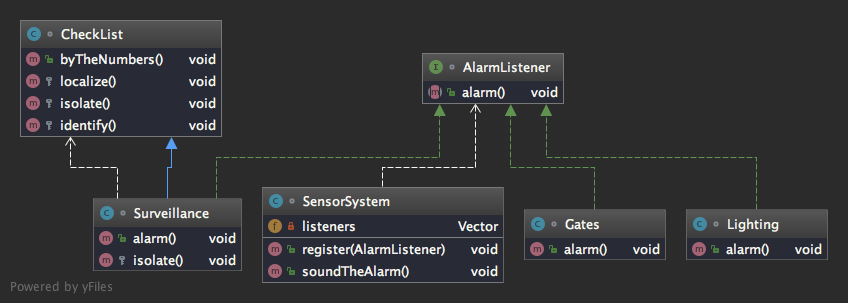 CheckList
byTheNumbers() void
localize() void
isolate() void
identify() void
AlarmListener
alarm() void
Surveillance
alarm() void
isolate() void
SensorSystem
listeners Vector
register(AlarmListener) void
soundTheAlarm() void
Gates
alarm() void
Lighting
alarm() void
Powered by yFiles